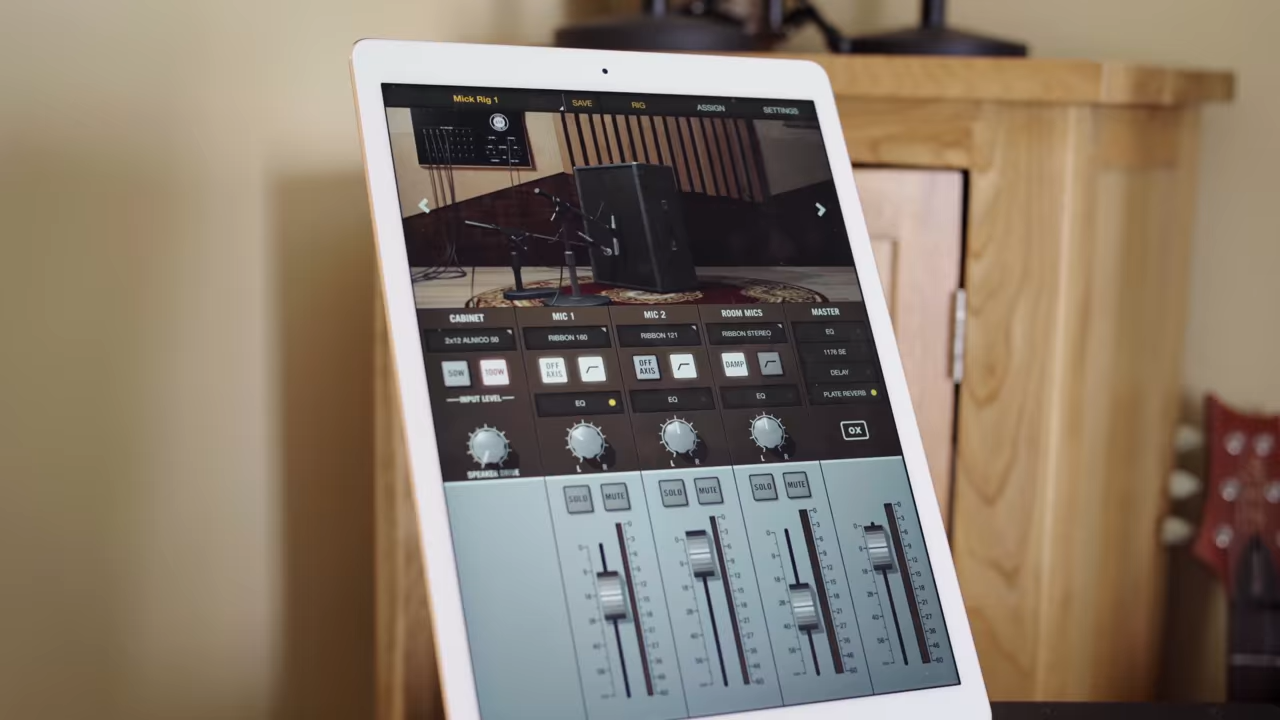 Mick Rig 1 SAVE RIG ASSIGN SETTINGS
CABINET MIC 1 MIC 2 ROOM MICS MASTER
2x12 ALNICO 50 RIBBON 160 RIBBON 121 RIBBON STEREO EQ
50W 100W OFF AXIS OFF AXIS DAMP 1176 SE
DELAY
INPUT LEVEL EQ EQ EQ PLATE REVERB
OX
SPEAKER DRIVE L R L R L R
SOLO MUTE SOLO MUTE SOLO MUTE